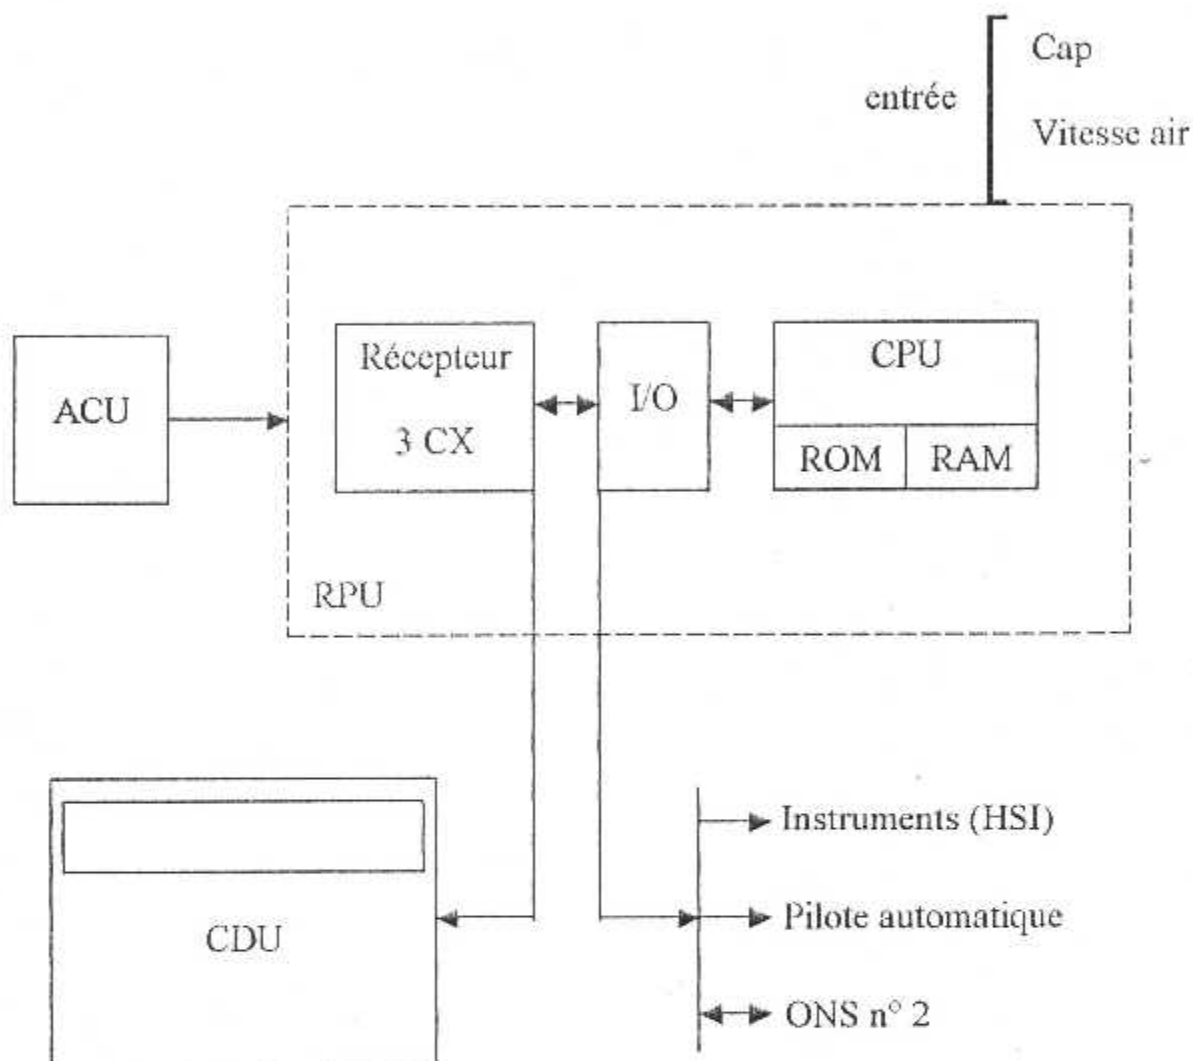 Cap
entrée
Vitesse air
ACU
Récepteur
3 CX
I/O
CPU
ROM
RAM
RPU
CDU
Instruments (HSI)
Pilote automatique
ONS n° 2